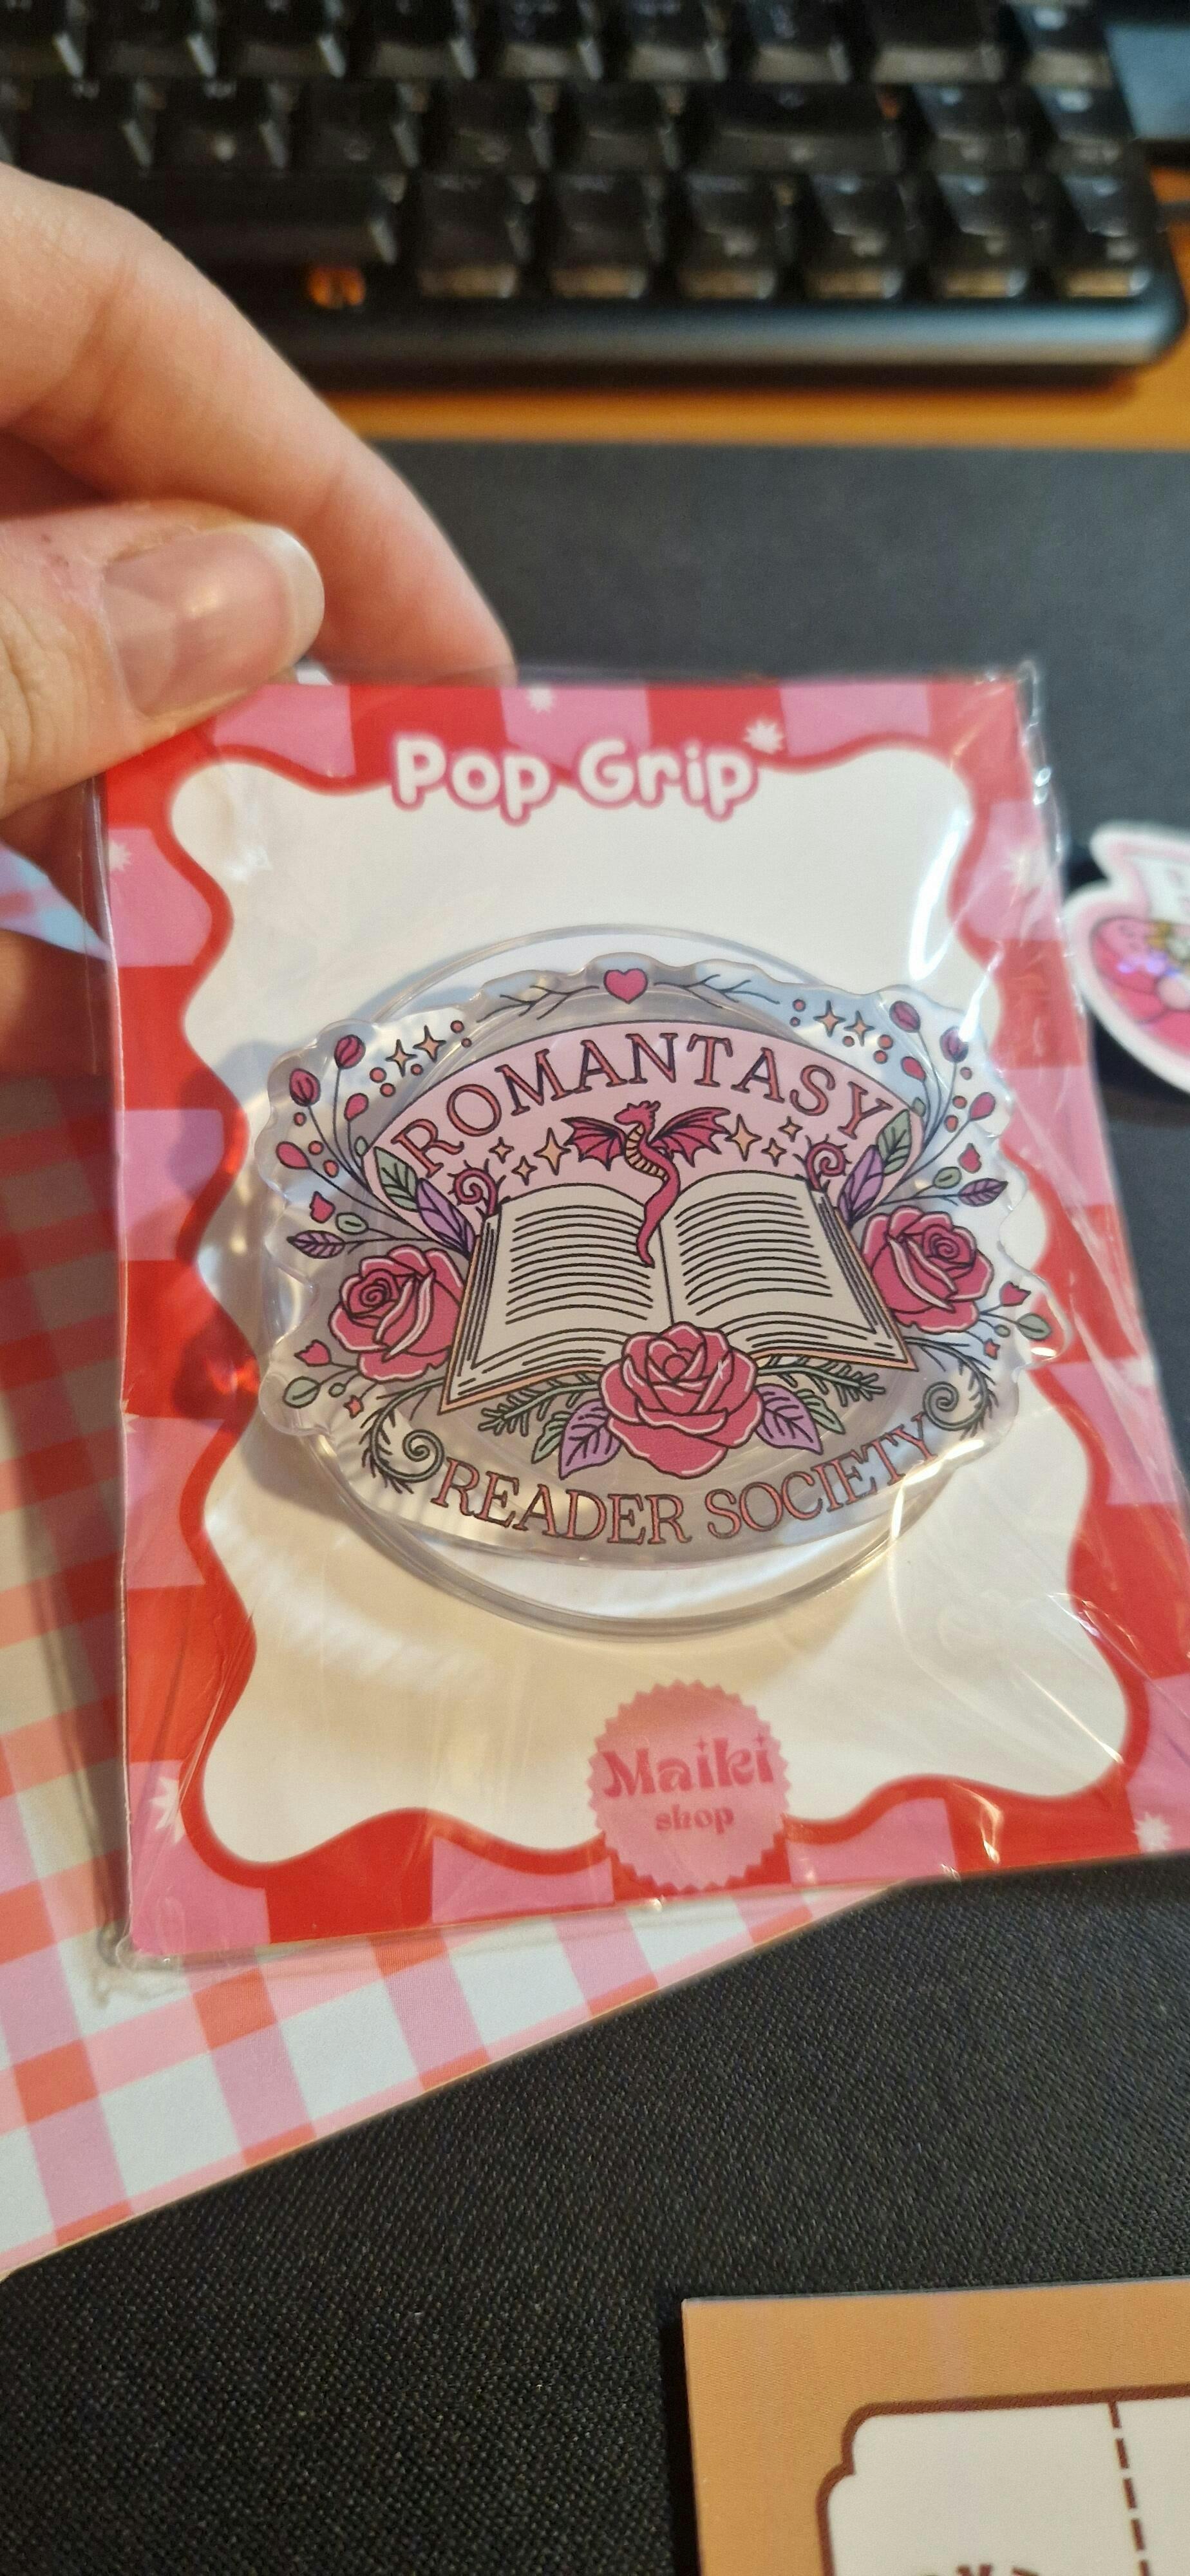 Pop Grip
ROMANTASY
READER SOCIETY
Maiki
shop